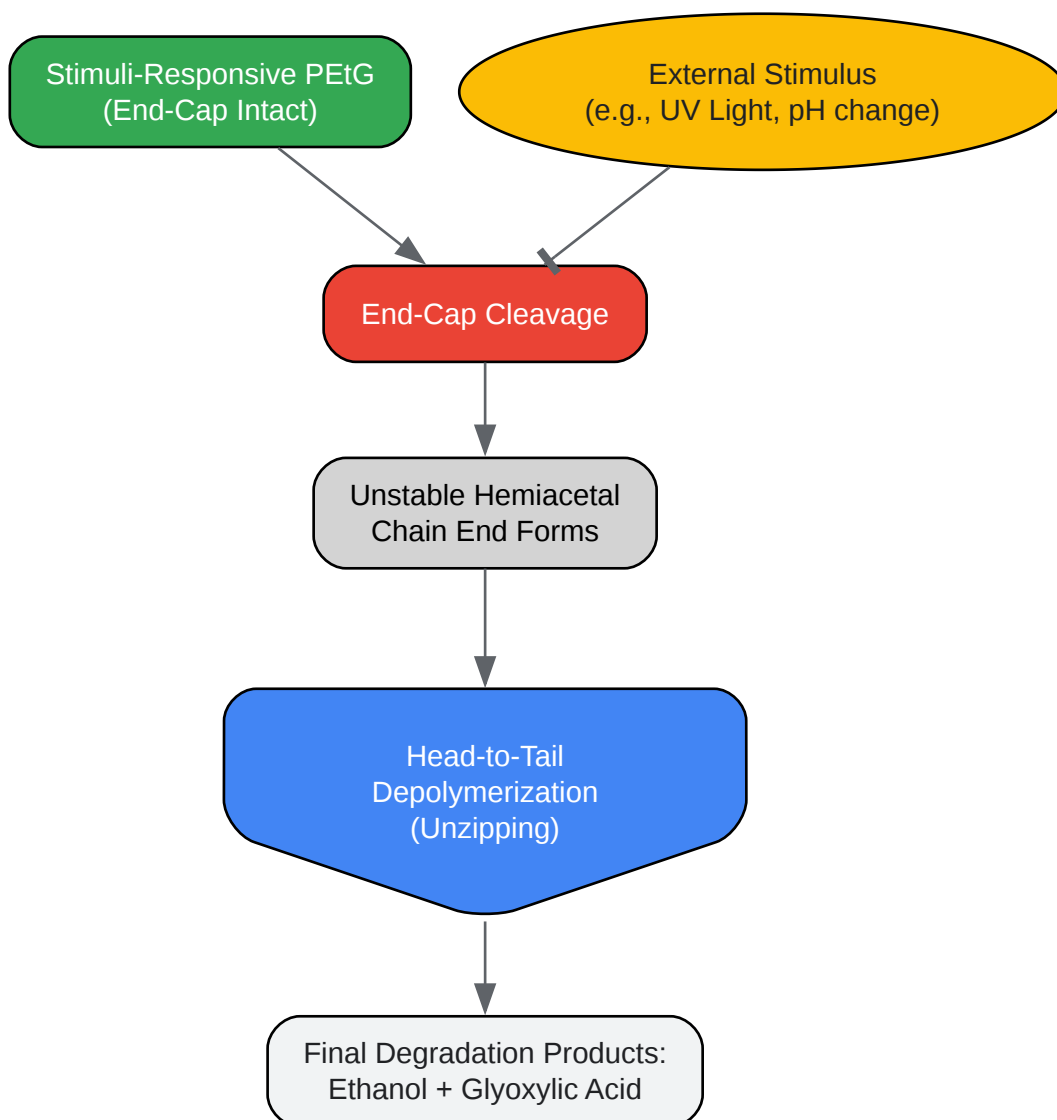 Stimuli-Responsive PEtG
(End-Cap Intact)
External Stimulus
(e.g., UV Light, pH change)
End-Cap Cleavage
Unstable Hemiacetal
Chain End Forms
Head-to-Tail
Depolymerization
(Unzipping)
Final Degradation Products:
Ethanol + Glyoxylic Acid